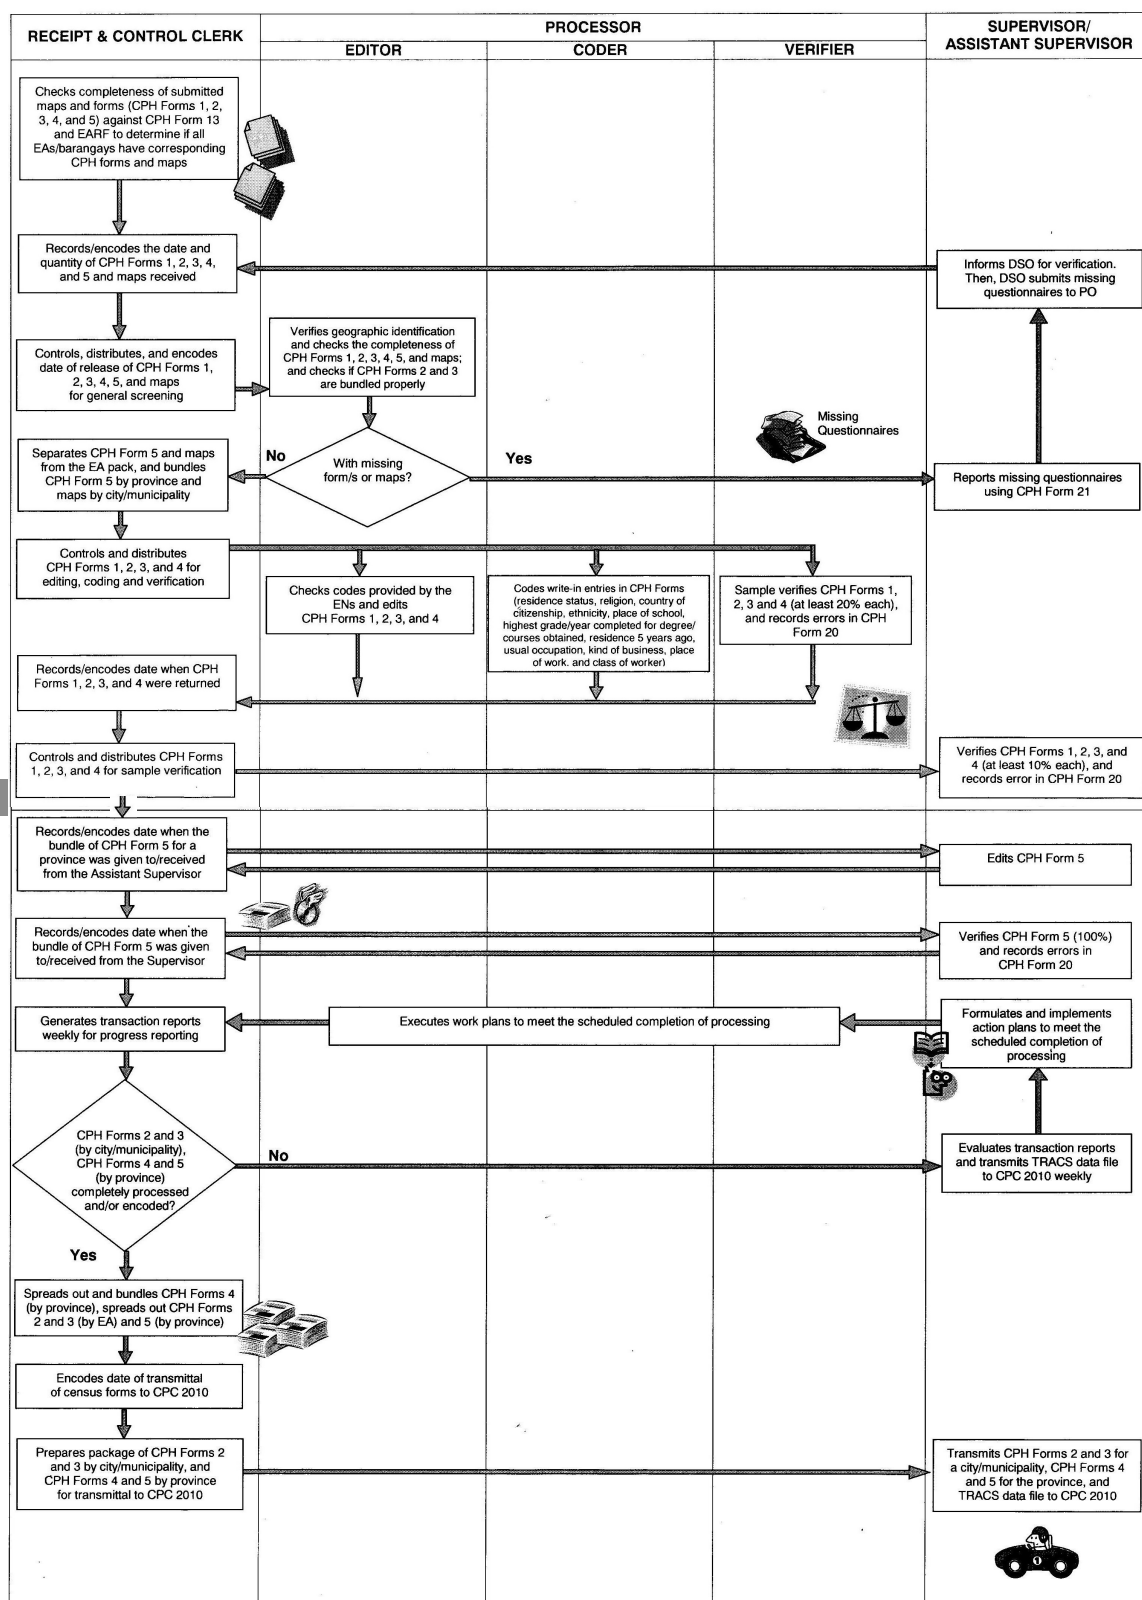 RECEIPT & CONTROL CLERK
PROCESSOR
EDITOR
CODER
VERIFIER
SUPERVISOR/
ASSISTANT SUPERVISOR
Checks completeness of submitted
maps and forms (CPH Forms 1, 2,
3, 4, and 5) against CPH Form 13
and EARF to determine if all
EAs/barangays have corresponding
CPH forms and maps
Records/encodes the date and
quantity of CPH Forms 1, 2, 3, 4,
and 5 and maps received
Informs DSO for verification.
Then, DSO submits missing
questionnaires to PO
Controls, distributes, and encodes
date of release of CPH Forms 1,
2, 3, 4, 5, and maps
for general screening
Verifies geographic identification
and checks the completeness of
CPH Forms 1, 2, 3, 4, 5, and maps;
and checks if CPH Forms 2 and 3
are bundled properly
Missing
Questionnaires
Separates CPH Form 5 and maps
from the EA pack, and bundles
CPH Form 5 by province and
maps by city/municipality
No
With missing
form/s or maps?
Yes
Reports missing questionnaires
using CPH Form 21
Controls and distributes
CPH Forms 1, 2, 3, and 4 for
editing, coding and verification
Checks codes provided by the
ENs and edits
CPH Forms 1, 2, 3, and 4
Codes write-in entries in CPH Forms
(residence status, religion, country of
citizenship, ethnicity, place of school,
highest grade/year completed for degree/
courses obtained, residence 5 years ago,
usual occupation, kind of business, place
of work, and class of worker)
Sample verifies CPH Forms 1,
2, 3 and 4 (at least 20% each),
and records errors in CPH
Form 20
Records/encodes date when CPH
Forms 1, 2, 3, and 4 were returned
Controls and distributes CPH Forms
1, 2, 3, and 4 for sample verification
Verifies CPH Forms 1, 2, 3, and
4 (at least 10% each), and
records error in CPH Form 20
Records/encodes date when the
bundle of CPH Form 5 for a
province was given to/received
from the Assistant Supervisor
Edits CPH Form 5
Records/encodes date when the
bundle of CPH Form 5 was given
to/received from the Supervisor
Verifies CPH Form 5 (100%)
and records errors in
CPH Form 20
Generates transaction reports
weekly for progress reporting
Executes work plans to meet the scheduled completion of processing
Formulates and implements
action plans to meet the
scheduled completion of
processing
CPH Forms 2 and 3
(by city/municipality),
CPH Forms 4 and 5
(by province)
completely processed
and/or encoded?
No
Evaluates transaction reports
and transmits TRACS data file
to CPC 2010 weekly
Yes
Spreads out and bundles CPH Forms 4
(by province), spreads out CPH Forms
2 and 3 (by EA) and 5 (by province)
Encodes date of transmittal
of census forms to CPC 2010
Prepares package of CPH Forms 2
and 3 by city/municipality, and
CPH Forms 4 and 5 by province
for transmittal to CPC 2010
Transmits CPH Forms 2 and 3 for
a city/municipality, CPH Forms 4
and 5 for the province, and
TRACS data file to CPC 2010
1